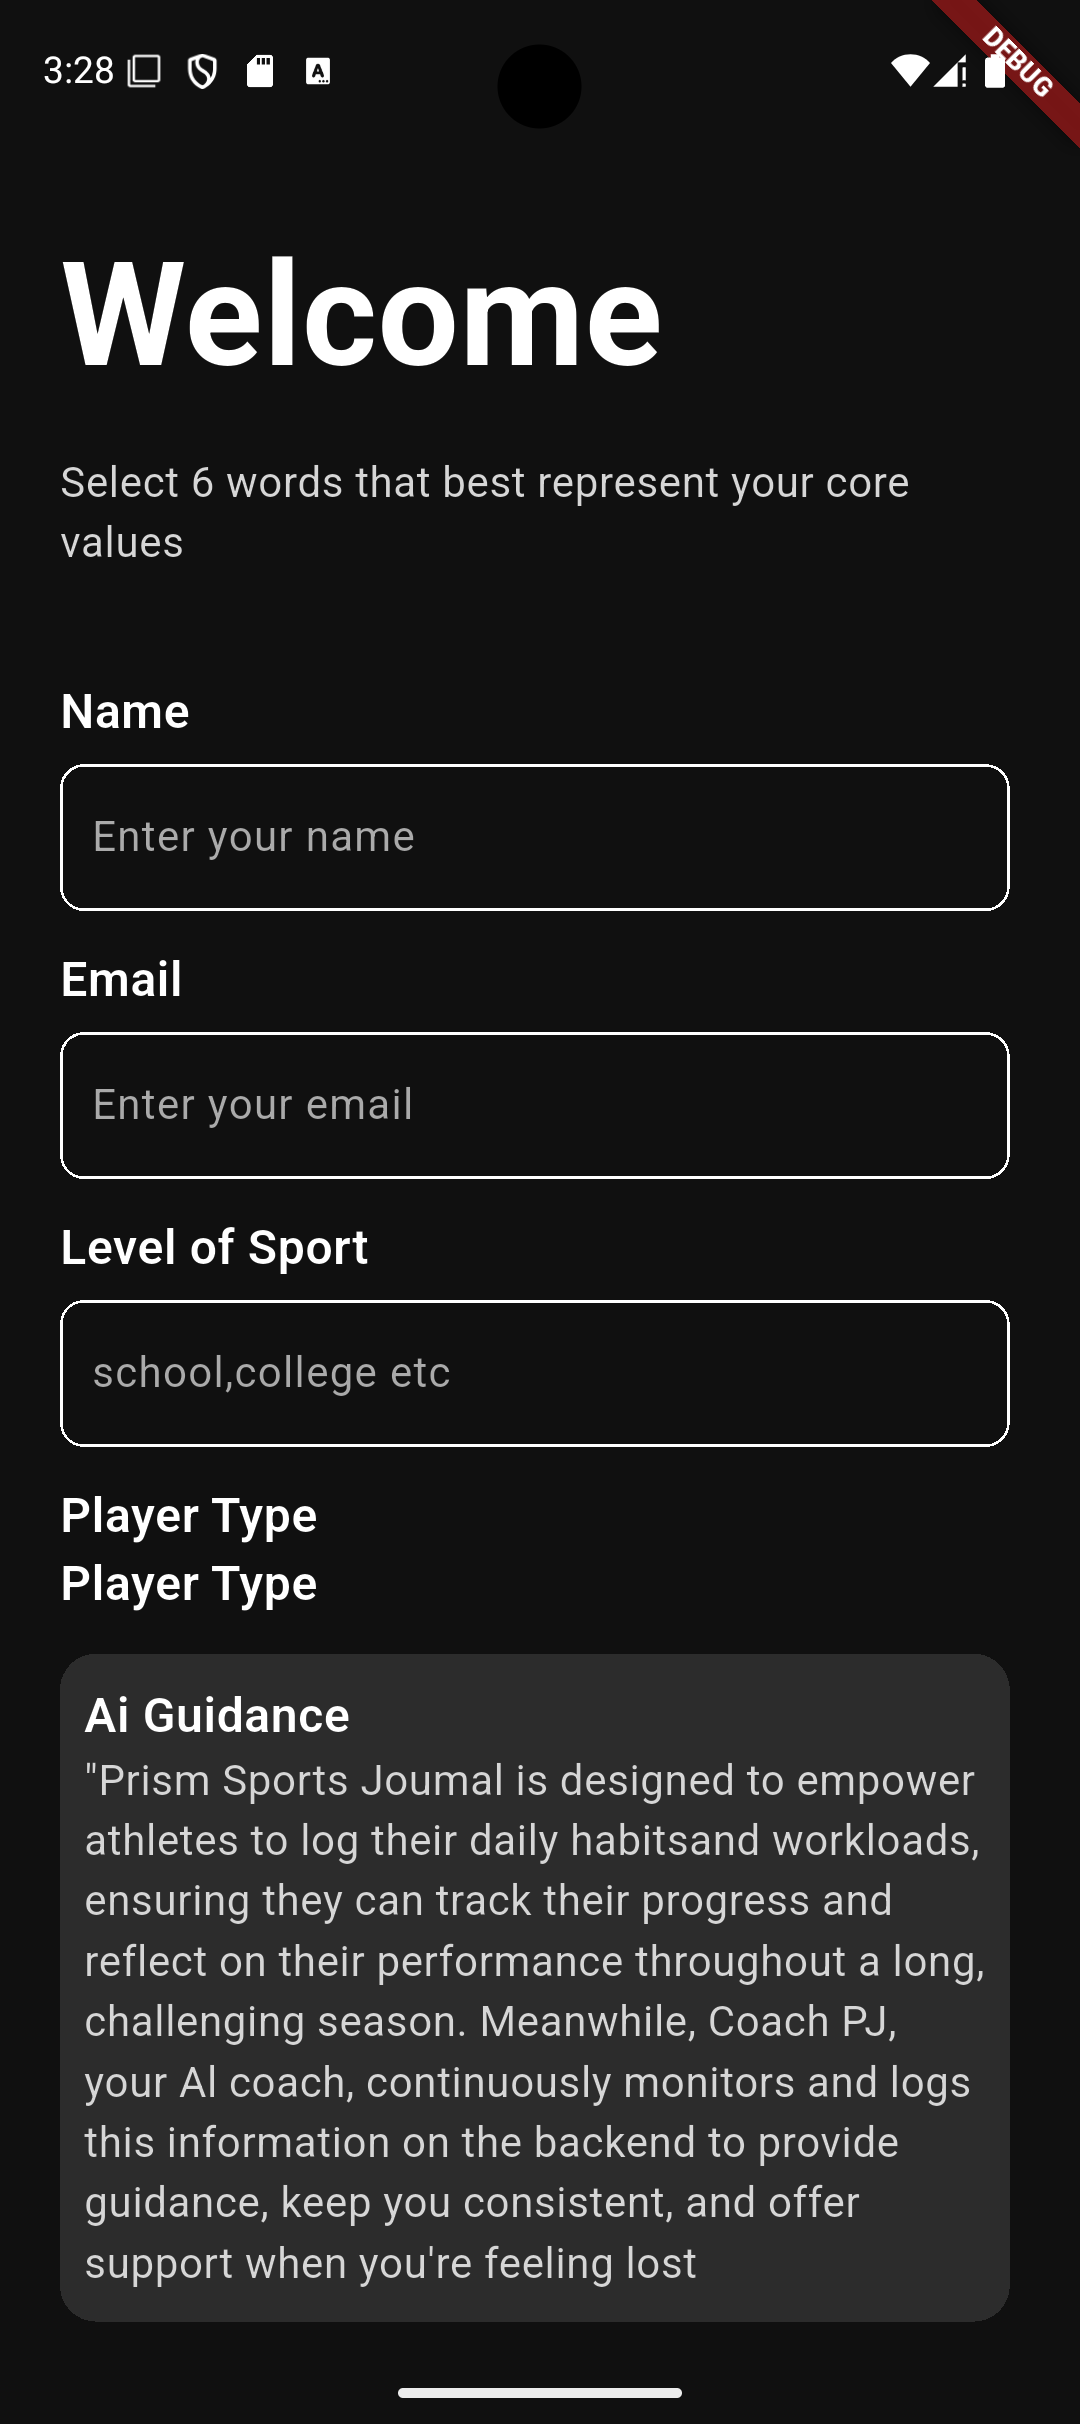 3:28
DEBUG
Welcome
Select 6 words that best represent your core
values
Name
Enter your name
Email
Enter your email
Level of Sport
school,college etc
Player Type
Player Type
Ai Guidance
"Prism Sports Joumal is designed to empower
athletes to log their daily habitsand workloads,
ensuring they can track their progress and
reflect on their performance throughout a long,
challenging season. Meanwhile, Coach PJ,
your Al coach, continuously monitors and logs
this information on the backend to provide
guidance, keep you consistent, and offer
support when you're feeling lost